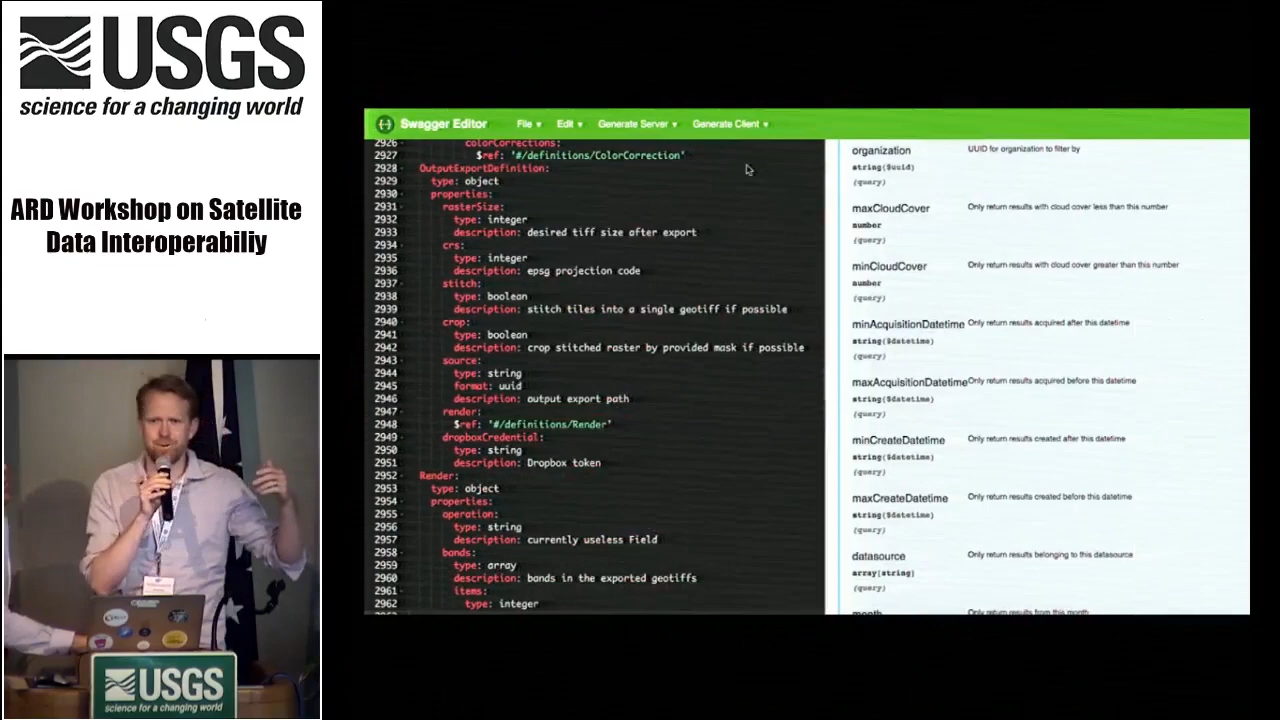 USGS
science for a changing world
ARD Workshop on Satellite
Data Interoperabiliy
USGS
science for a changing world
Swagger Editor
File
Edit
Generate Server
Generate Client
2926 colorCorrections:
2927 $ref: '#/definitions/ColorCorrection'
2928 OutputExportDefinition:
2929 type: object
2930 properties:
2931 rasterSize:
2932 type: integer
2933 description: desired tiff size after export
2934 crs:
2935 type: integer
2936 description: epsg projection code
2937 stitch:
2938 type: boolean
2939 description: stitch tiles into a single geotiff if possible
2940 crop:
2941 type: boolean
2942 description: crop stitched raster by provided mask if possible
2943 source:
2944 type: string
2945 format: uuid
2946 description: output export path
2947 render:
2948 $ref: '#/definitions/Render'
2949 dropboxCredential:
2950 type: string
2951 description: Dropbox token
2952 Render:
2953 type: object
2954 properties:
2955 operation:
2956 type: string
2957 description: currently useless Field
2958 bands:
2959 type: array
2960 description: bands in the exported geotiffs
2961 items:
2962 type: integer
organization UUID for organization to filter by
string($uuid)
(query)
maxCloudCover Only return results with cloud cover less than this number
number
(query)
minCloudCover Only return results with cloud cover greater than this number
number
(query)
minAcquisitionDatetime Only return results acquired after this datetime
string($datetime)
(query)
maxAcquisitionDatetime Only return results acquired before this datetime
string($datetime)
(query)
minCreateDatetime Only return results created after this datetime
string($datetime)
(query)
maxCreateDatetime Only return results created before this datetime
string($datetime)
(query)
datasource Only return results belonging to this datasource
array(string)
(query)
month Only return results from this month